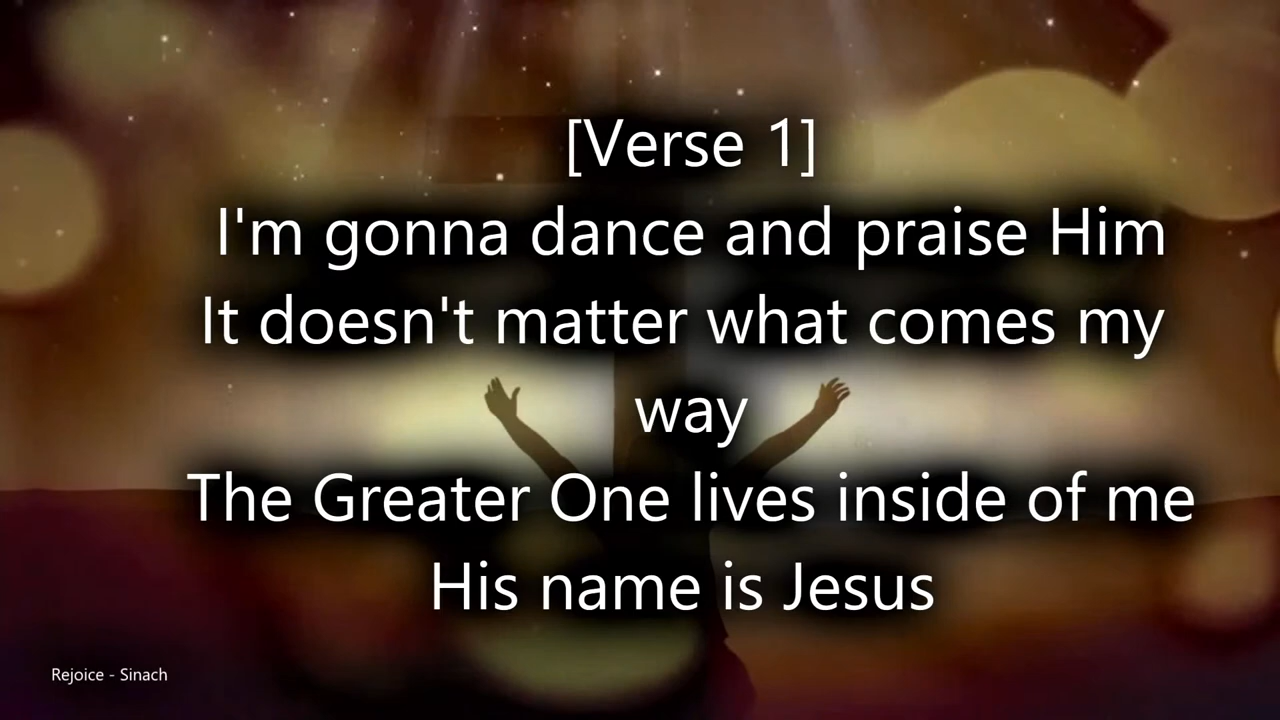 [Verse 1]
I'm gonna dance and praise Him
It doesn't matter what comes my
way
The Greater One lives inside of me
His name is Jesus
Rejoice - Sinach